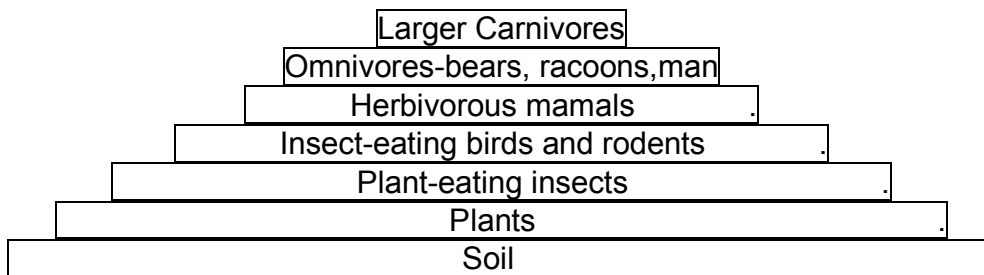 Larger Carnivores
Omnivores-bears, racoons,man
Herbivorous mamals .
Insect-eating birds and rodents .
Plant-eating insects .
Plants .
Soil